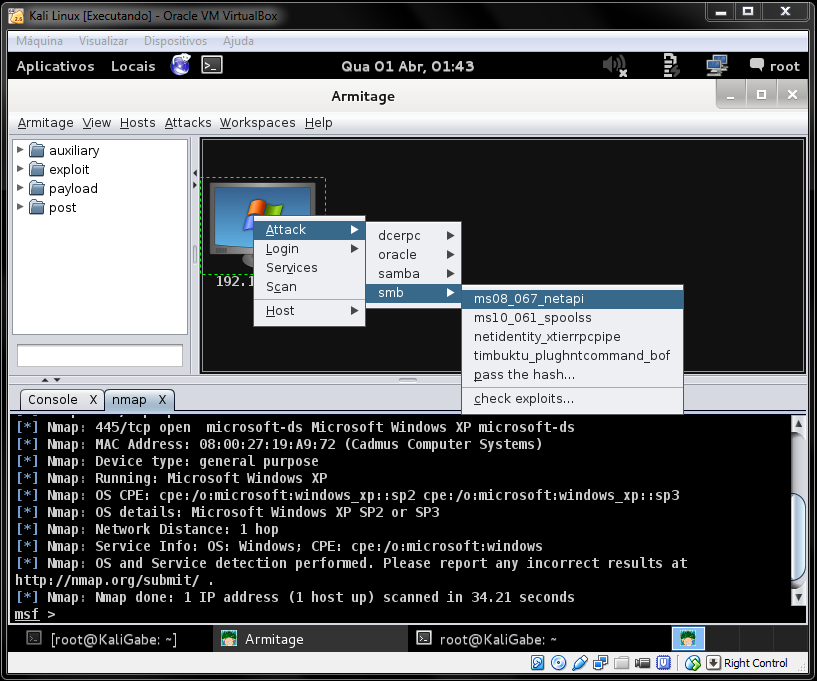 Kali Linux [Executando] - Oracle VM VirtualBox
Máquina Visualizar Dispositivos Ajuda
Aplicativos Locais Qua 01 Abr, 01:43 root
Armitage
Armitage View Hosts Attacks Workspaces Help
auxiliary
exploit
payload
post
192.1
Attack
Login
Services
Scan
Host
dcerpc
oracle
samba
smb
ms08_067_netapi
ms10_061_spoolss
netidentity_xtierrpcpipe
timbuktu_plughntcommand_bof
pass the hash...
check exploits...
Console X nmap X
[*] Nmap: 445/tcp open microsoft-ds Microsoft Windows XP microsoft-ds
[*] Nmap: MAC Address: 08:00:27:19:A9:72 (Cadmus Computer Systems)
[*] Nmap: Device type: general purpose
[*] Nmap: Running: Microsoft Windows XP
[*] Nmap: OS CPE: cpe:/o:microsoft:windows_xp::sp2 cpe:/o:microsoft:windows_xp::sp3
[*] Nmap: OS details: Microsoft Windows XP SP2 or SP3
[*] Nmap: Network Distance: 1 hop
[*] Nmap: Service Info: OS: Windows; CPE: cpe:/o:microsoft:windows
[*] Nmap: OS and Service detection performed. Please report any incorrect results at
http://nmap.org/submit/ .
[*] Nmap: Nmap done: 1 IP address (1 host up) scanned in 34.21 seconds
msf >
[root@KaliGabe: ~] Armitage root@KaliGabe: ~
Right Control